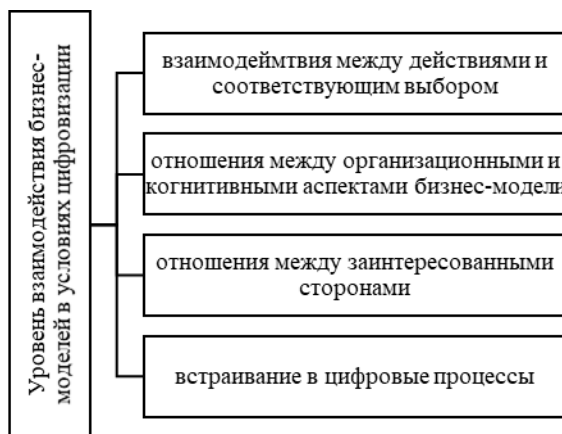 Уровень взаимодействия бизнес-
моделей в условиях цифровизации
взаимодеймтвия между действиями и
соответствующим выбором
отношения между организационными и
когнитивными аспектами бизнес-модели
отношения между заинтересованными
сторонами
встраивание в цифровые процессы